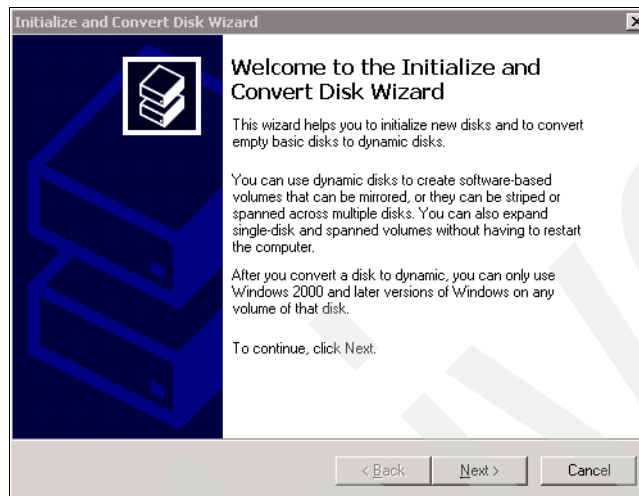 Initialize and Convert Disk Wizard
Welcome to the Initialize and
Convert Disk Wizard
This wizard helps you to initialize new disks and to convert
empty basic disks to dynamic disks.
You can use dynamic disks to create software-based
volumes that can be mirrored, or they can be striped or
spanned across multiple disks. You can also expand
single-disk and spanned volumes without having to restart
the computer.
After you convert a disk to dynamic, you can only use
Windows 2000 and later versions of Windows on any
volume of that disk.
To continue, click Next.
< Back Next > Cancel